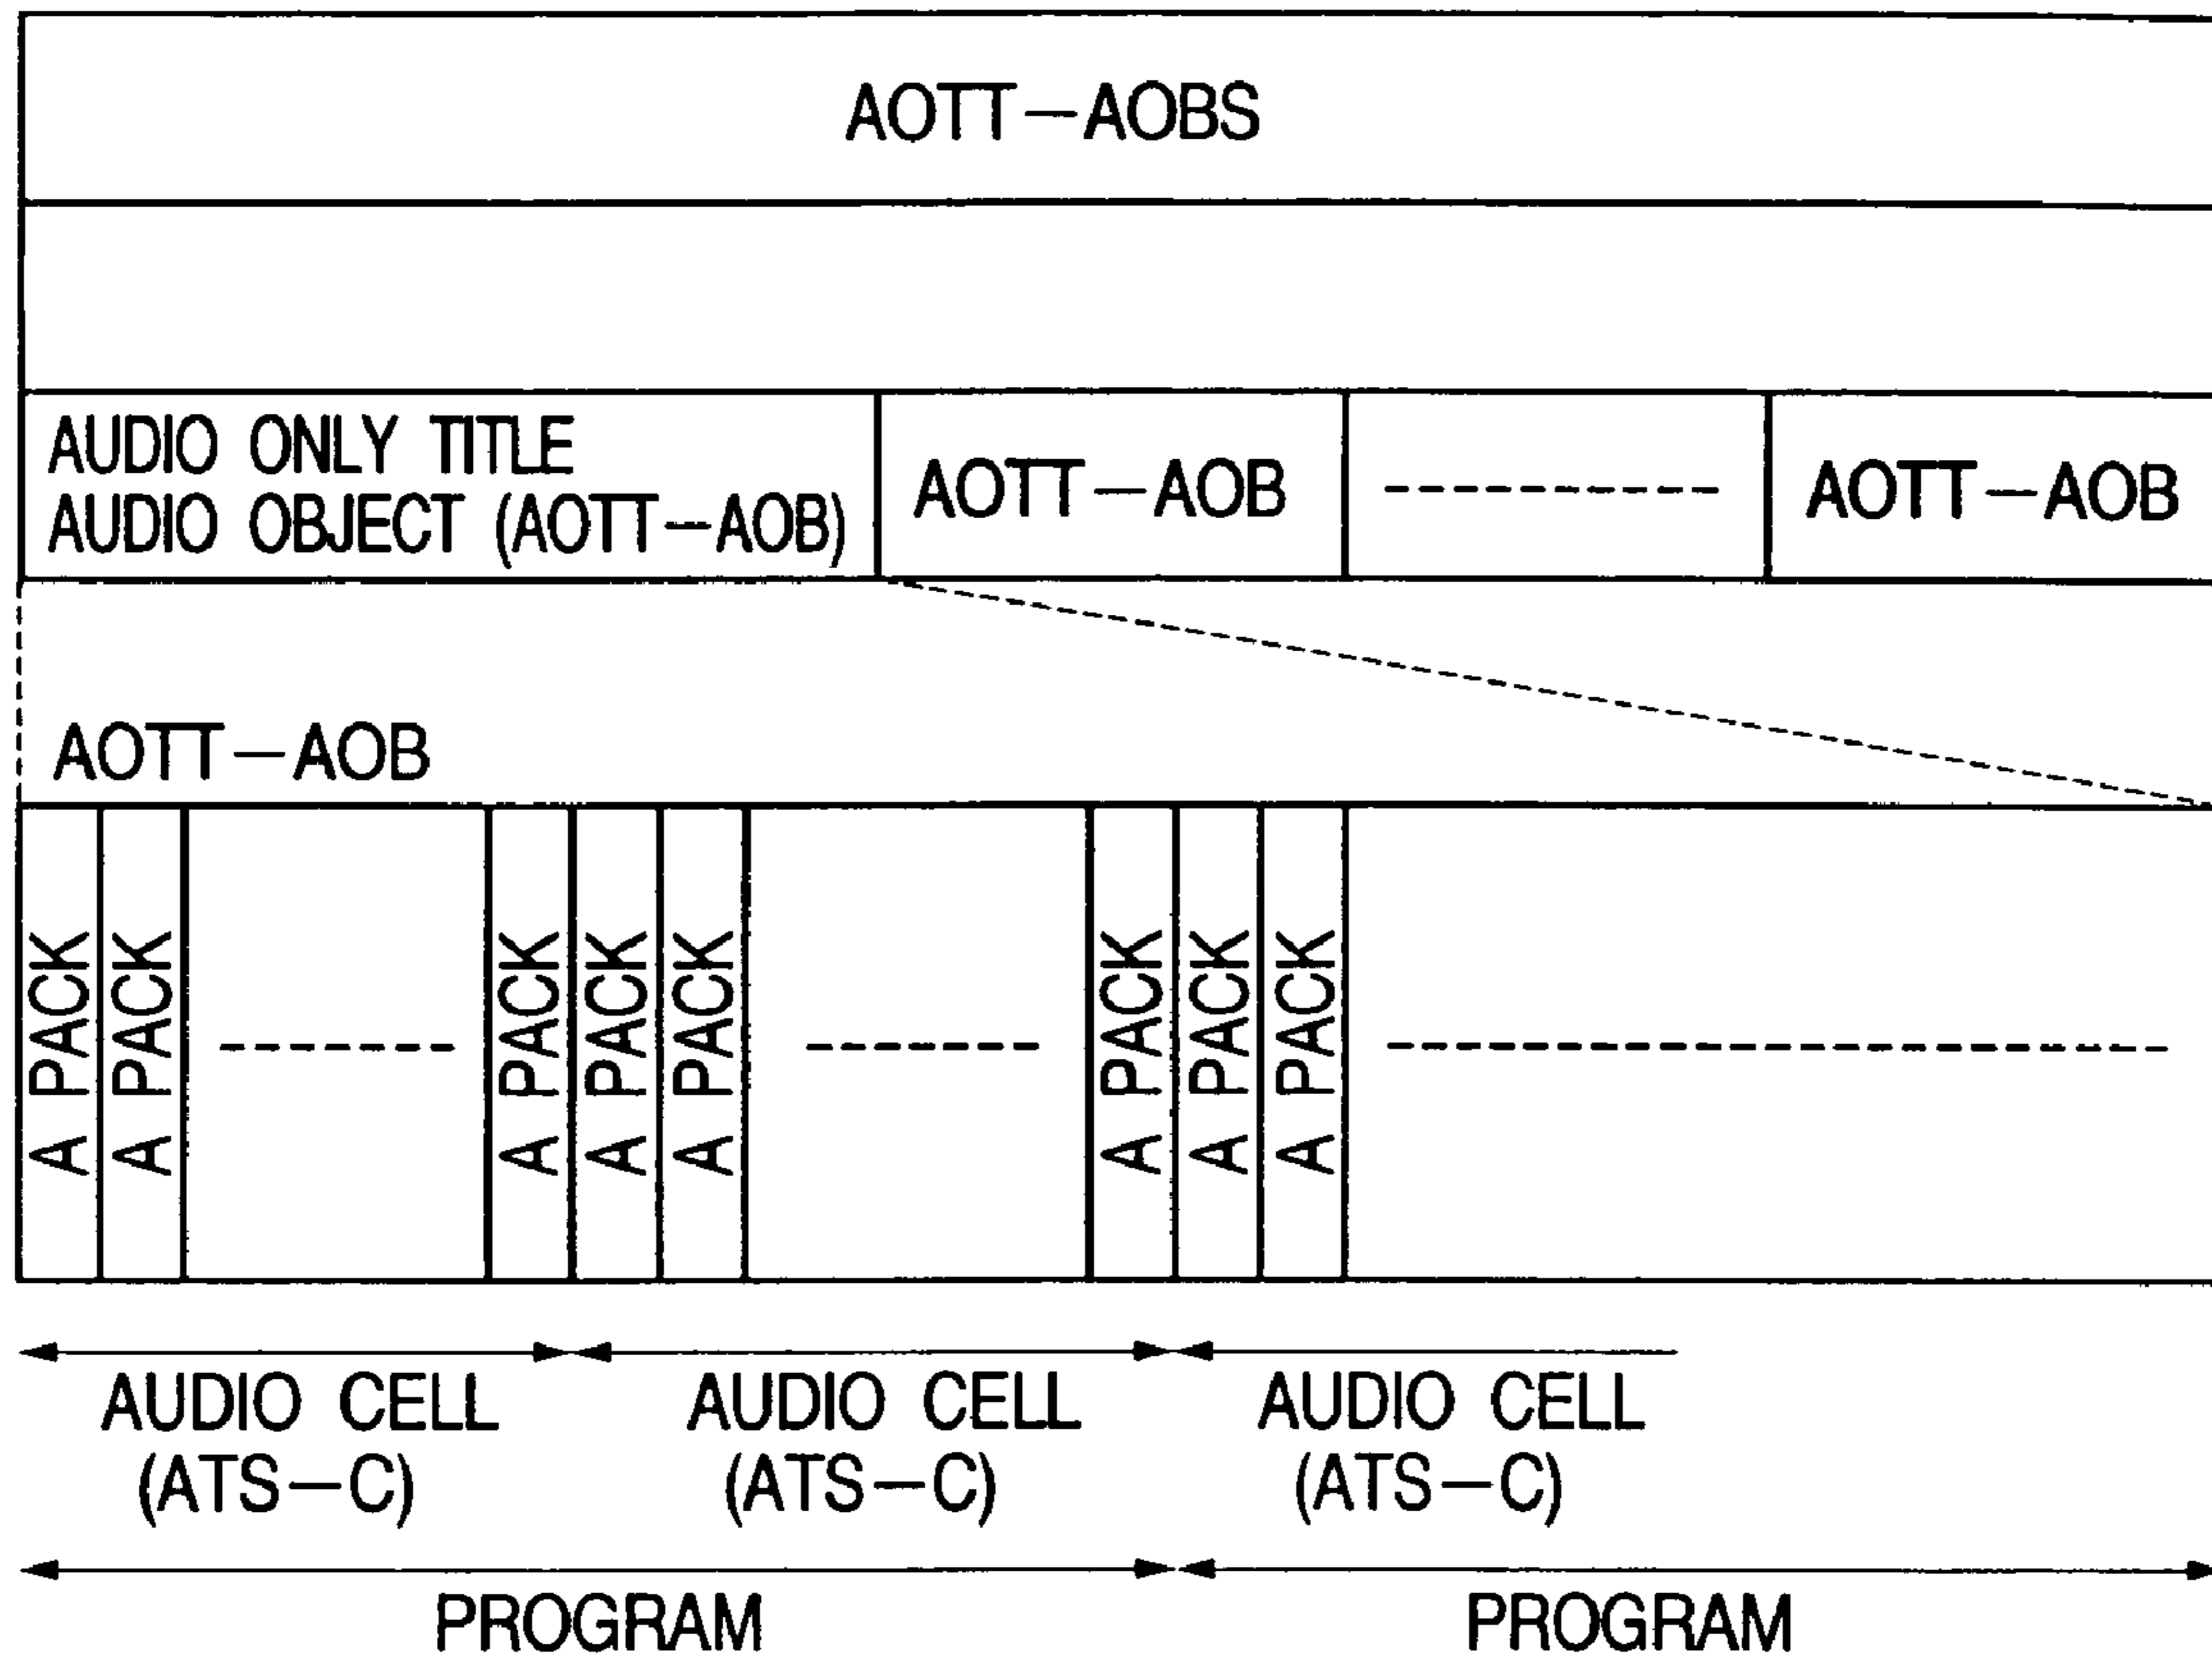 AOTT—AOBS
AUDIO ONLY TITLE
AUDIO OBJECT (AOTT—AOB)
AOTT—AOB
AOTT—AOB
AOTT—AOB
A PACK
A PACK
A PACK
A PACK
A PACK
A PACK
A PACK
A PACK
AUDIO CELL
(ATS—C)
AUDIO CELL
(ATS—C)
AUDIO CELL
(ATS—C)
PROGRAM
PROGRAM